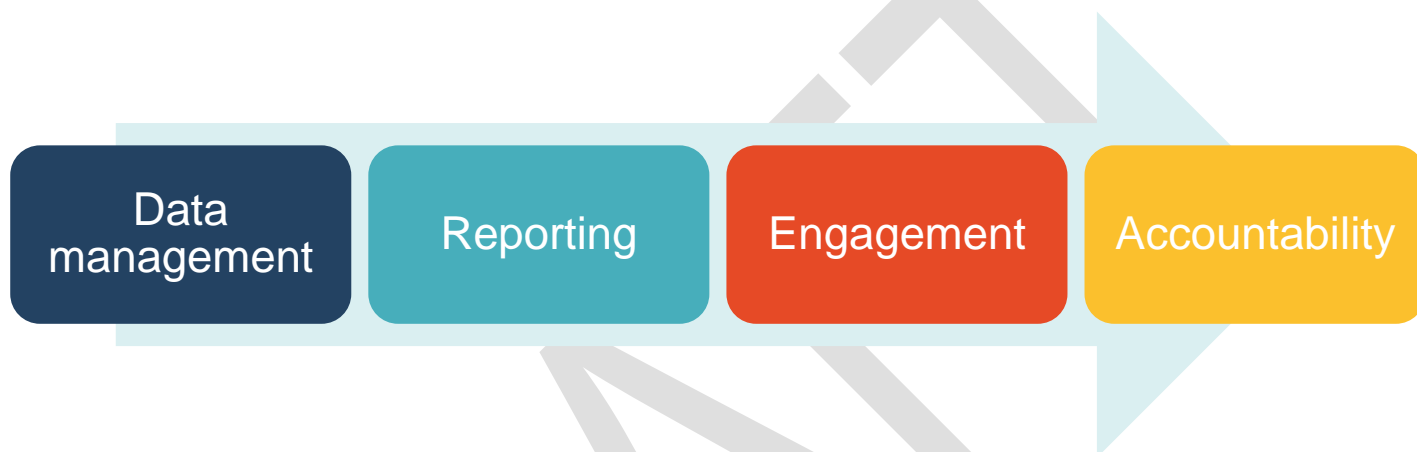 Data
management
Reporting
Engagement
Accountability